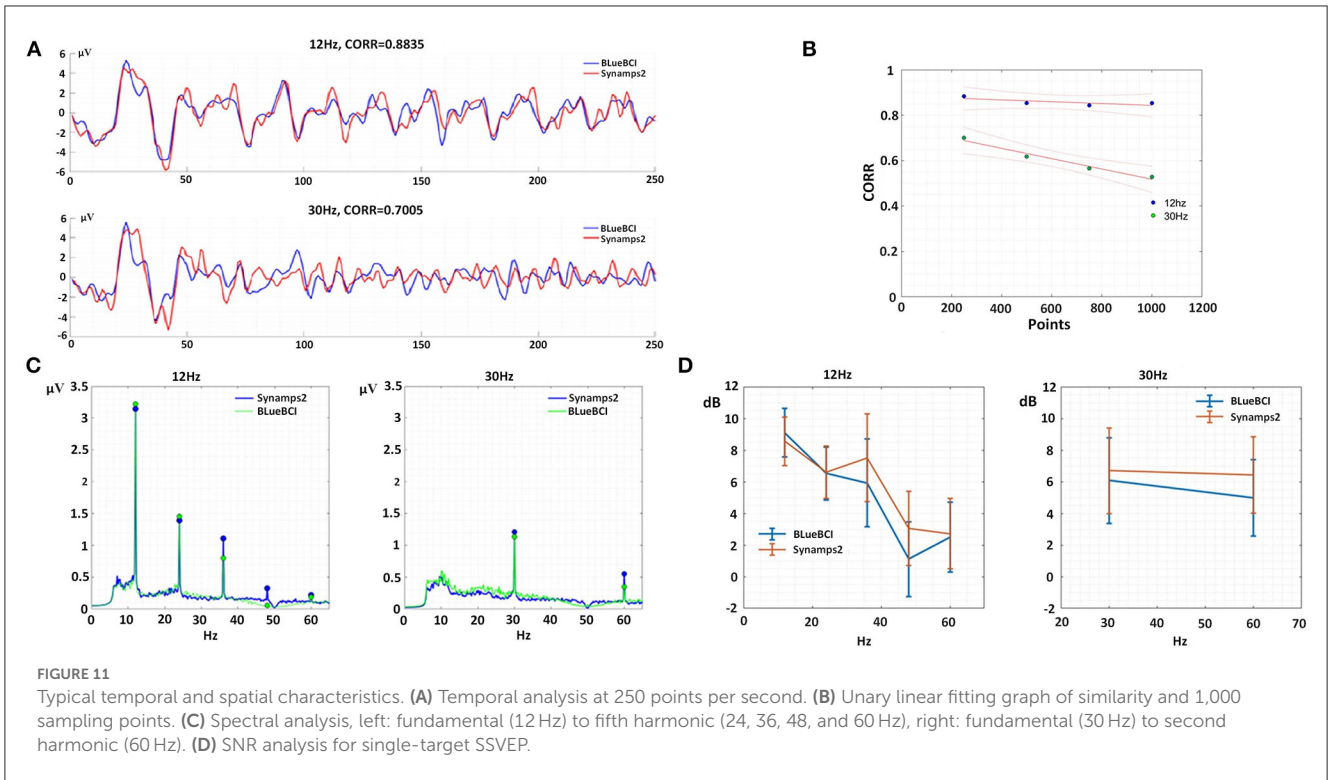 A
µV
12Hz, CORR=0.8835
BLueBCI
Synamps2
6
4
2
0
-2
-4
-6
0 50 100 150 200 250
µV
30Hz, CORR=0.7005
BLueBCI
Synamps2
6
4
2
0
-2
-4
-6
0 50 100 150 200 250
B
1
0.8
0.6
0.4
0.2
0
CORR
12hz
30Hz
0 200 400 600 800 1000 1200
Points
C
µV
12Hz
Synamps2
BLueBCI
3.5
3
2.5
2
1.5
1
0.5
0
0 10 20 30 40 50 60
Hz
µV
30Hz
Synamps2
BLueBCI
3.5
3
2.5
2
1.5
1
0.5
0
0 10 20 30 40 50 60
Hz
D
12Hz
dB
12
10
8
6
4
2
0
-2
BLueBCI
Synamps2
0 20 40 60
Hz
30Hz
dB
12
10
8
6
4
2
0
-2
BLueBCI
Synamps2
20 30 40 50 60 70
Hz
FIGURE 11
Typical temporal and spatial characteristics. (A) Temporal analysis at 250 points per second. (B) Unary linear fitting graph of similarity and 1,000
sampling points. (C) Spectral analysis, left: fundamental (12 Hz) to fifth harmonic (24, 36, 48, and 60 Hz), right: fundamental (30 Hz) to second
harmonic (60 Hz). (D) SNR analysis for single-target SSVEP.